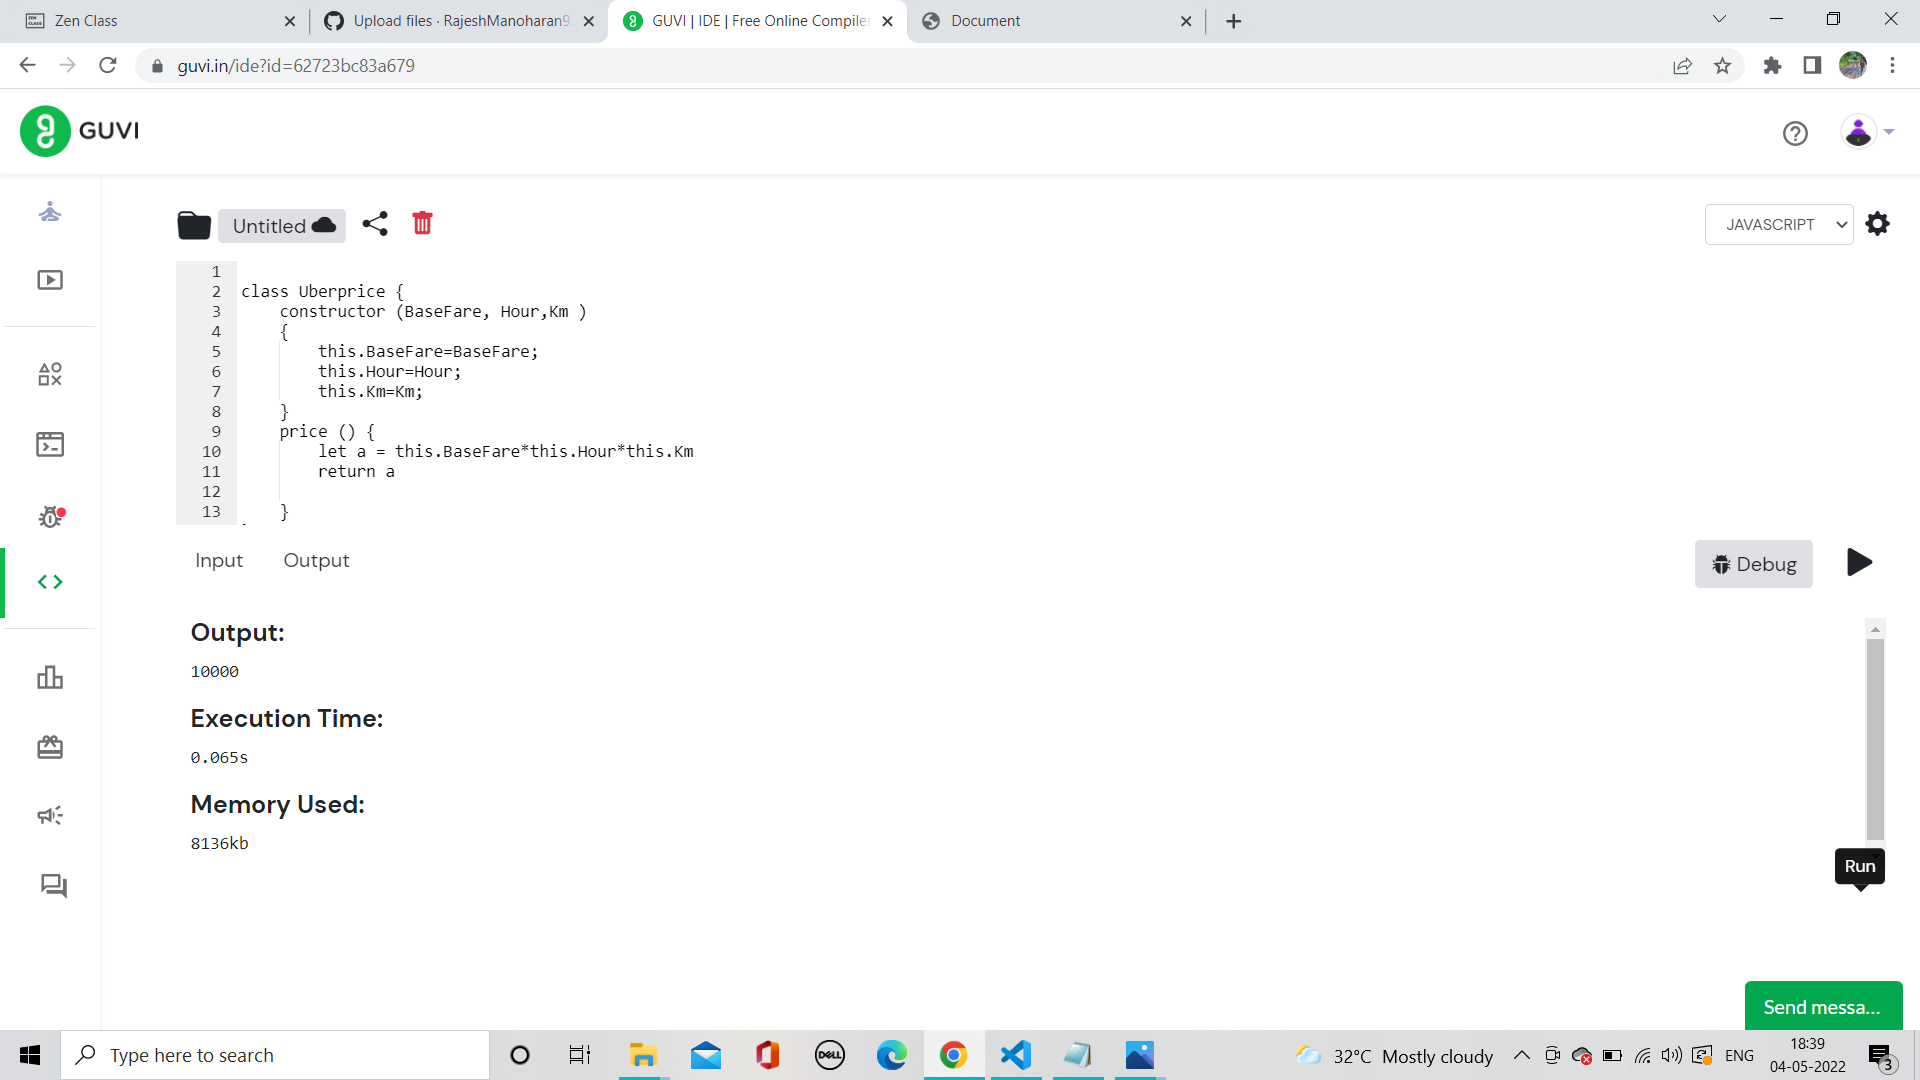 Zen Class
Upload files · RajeshManoharan9
GUVI | IDE | Free Online Compiler
Document
guvi.in/ide?id=62723bc83a679
GUVI
Untitled
JAVASCRIPT
1
2 class Uberprice {
3 constructor (BaseFare, Hour,Km )
4 {
5 this.BaseFare=BaseFare;
6 this.Hour=Hour;
7 this.Km=Km;
8 }
9 price () {
10 let a = this.BaseFare*this.Hour*this.Km
11 return a
12
13 }
Input
Output
Debug
Output:
10000
Execution Time:
0.065s
Memory Used:
8136kb
Run
Send messa...
Type here to search
DELL
32°C Mostly cloudy
ENG
18:39
04-05-2022
3